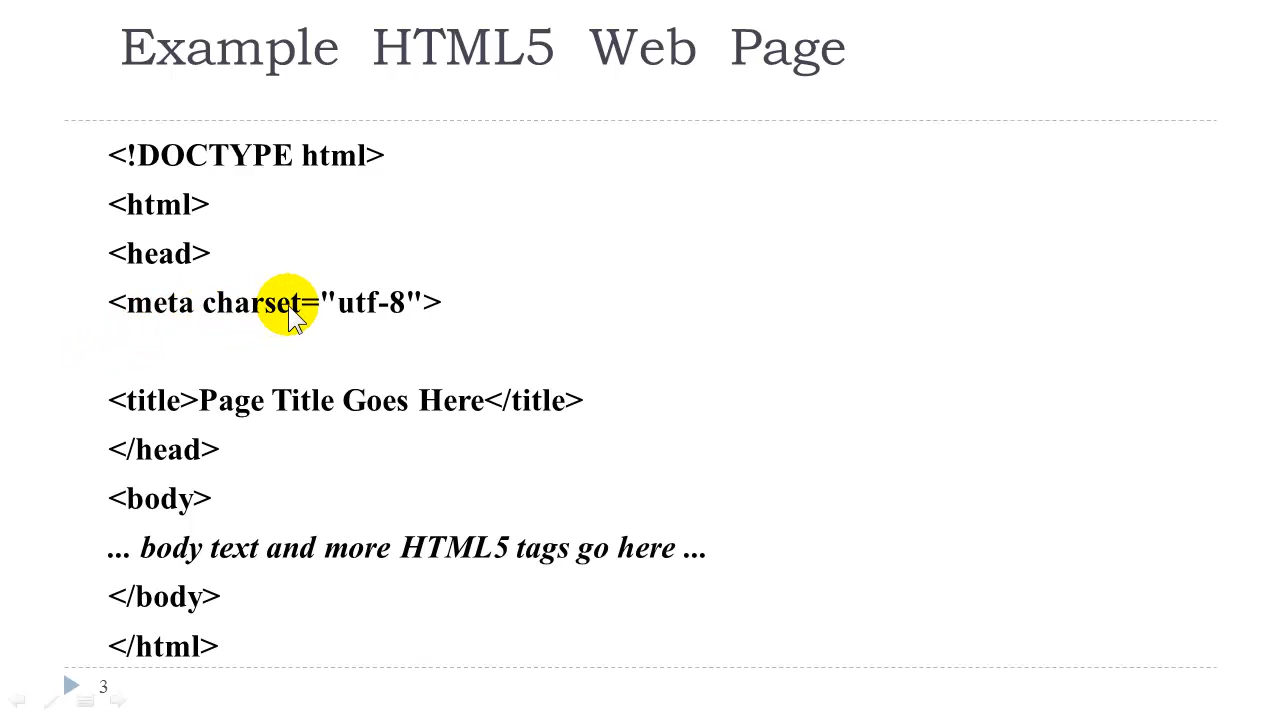 Example HTML5 Web Page
<!DOCTYPE html>
<html>
<head>
<meta charset="utf-8">
<title>Page Title Goes Here</title>
</head>
<body>
... body text and more HTML5 tags go here ...
</body>
</html>
3